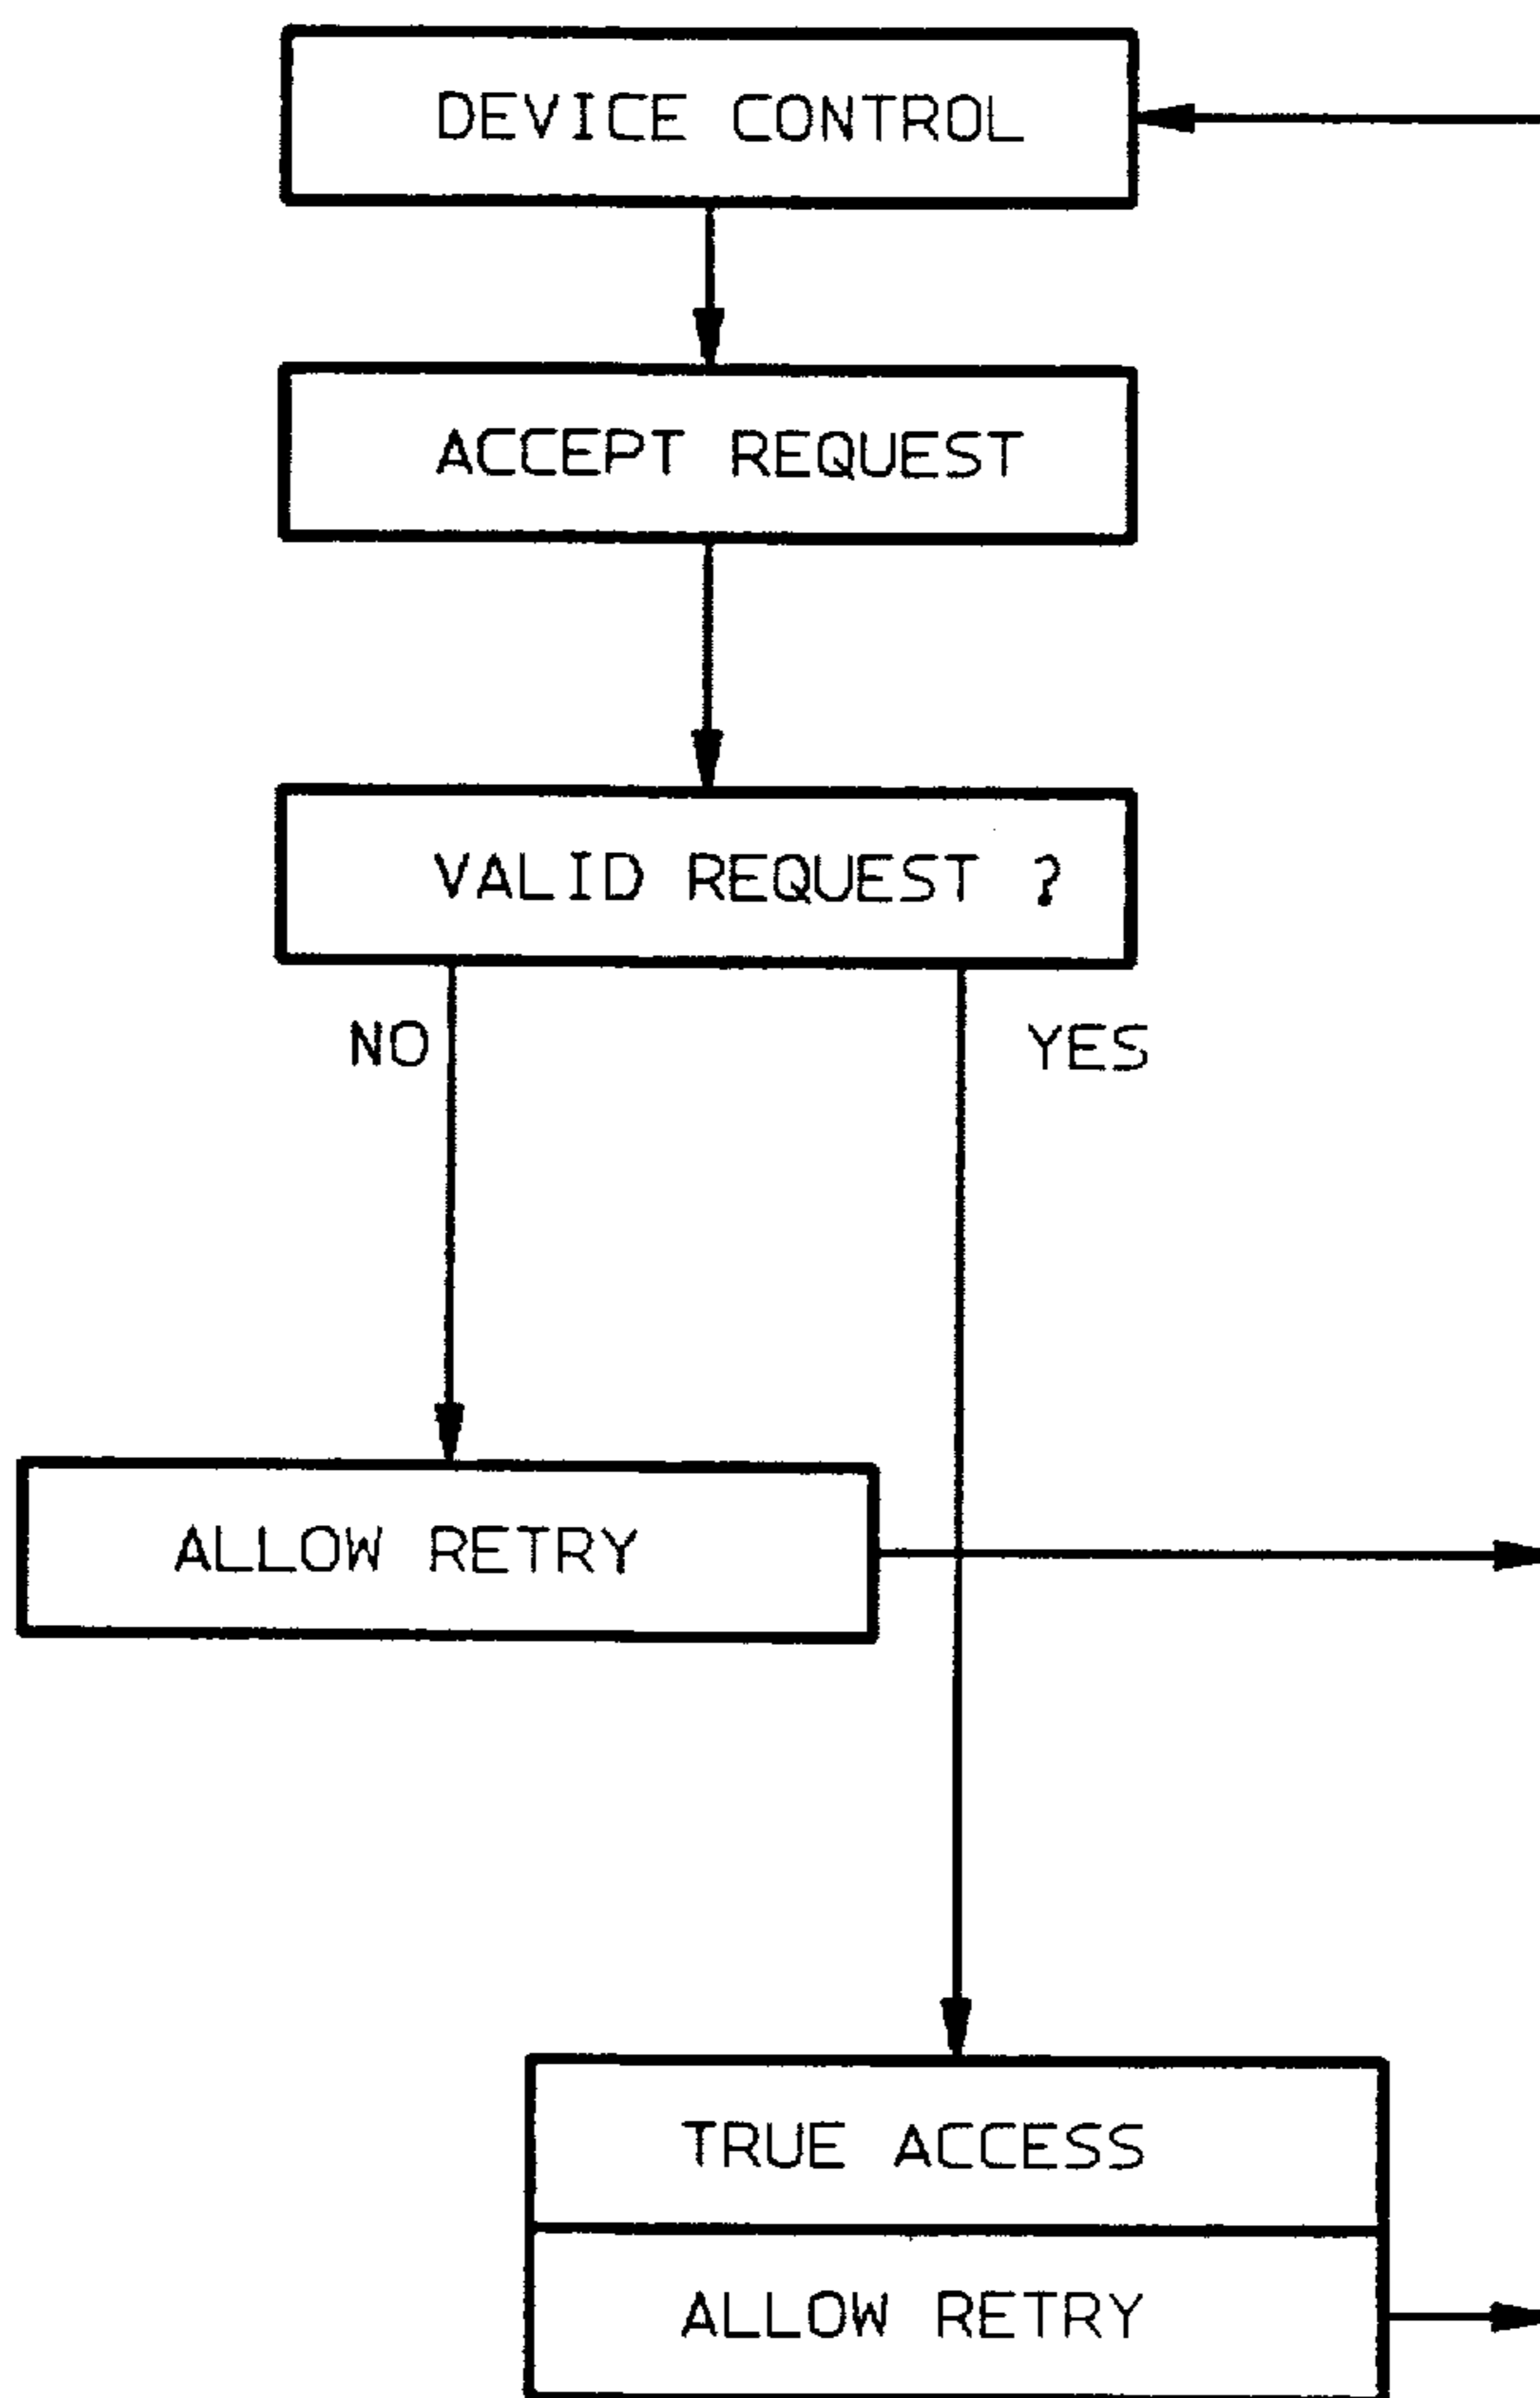 DEVICE CONTROL
ACCEPT REQUEST
VALID REQUEST ?
NO
YES
ALLOW RETRY
TRUE ACCESS
ALLOW RETRY